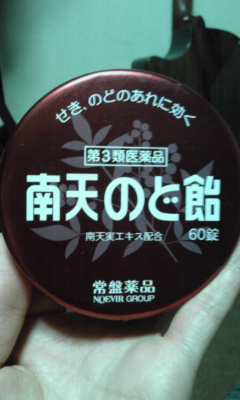 せき、のどのあれに効く
第3類医薬品
南天のど飴
南天実エキス配合
60錠
常盤薬品
NOEVIR GROUP